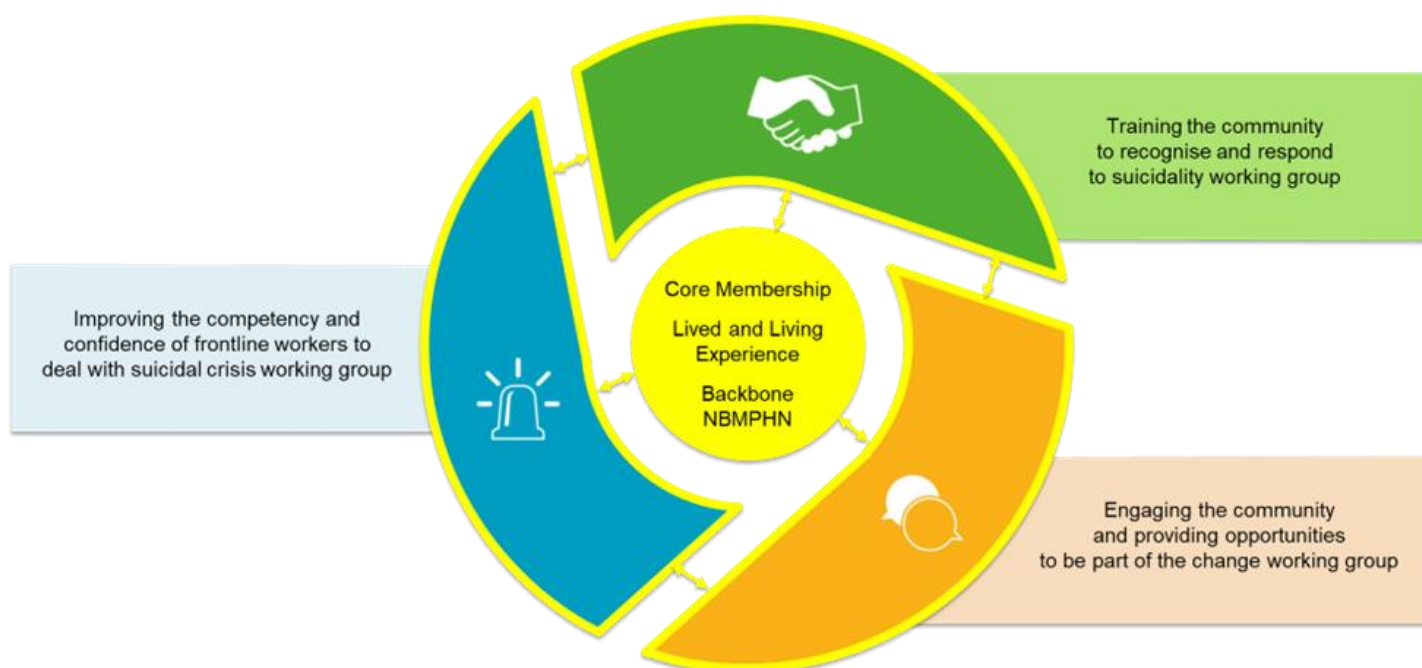 Training the community
to recognise and respond
to suicidality working group
Improving the competency and
confidence of frontline workers to
deal with suicidal crisis working group
Core Membership
Lived and Living
Experience
Backbone
NBMPHN
Engaging the community
and providing opportunities
to be part of the change working group